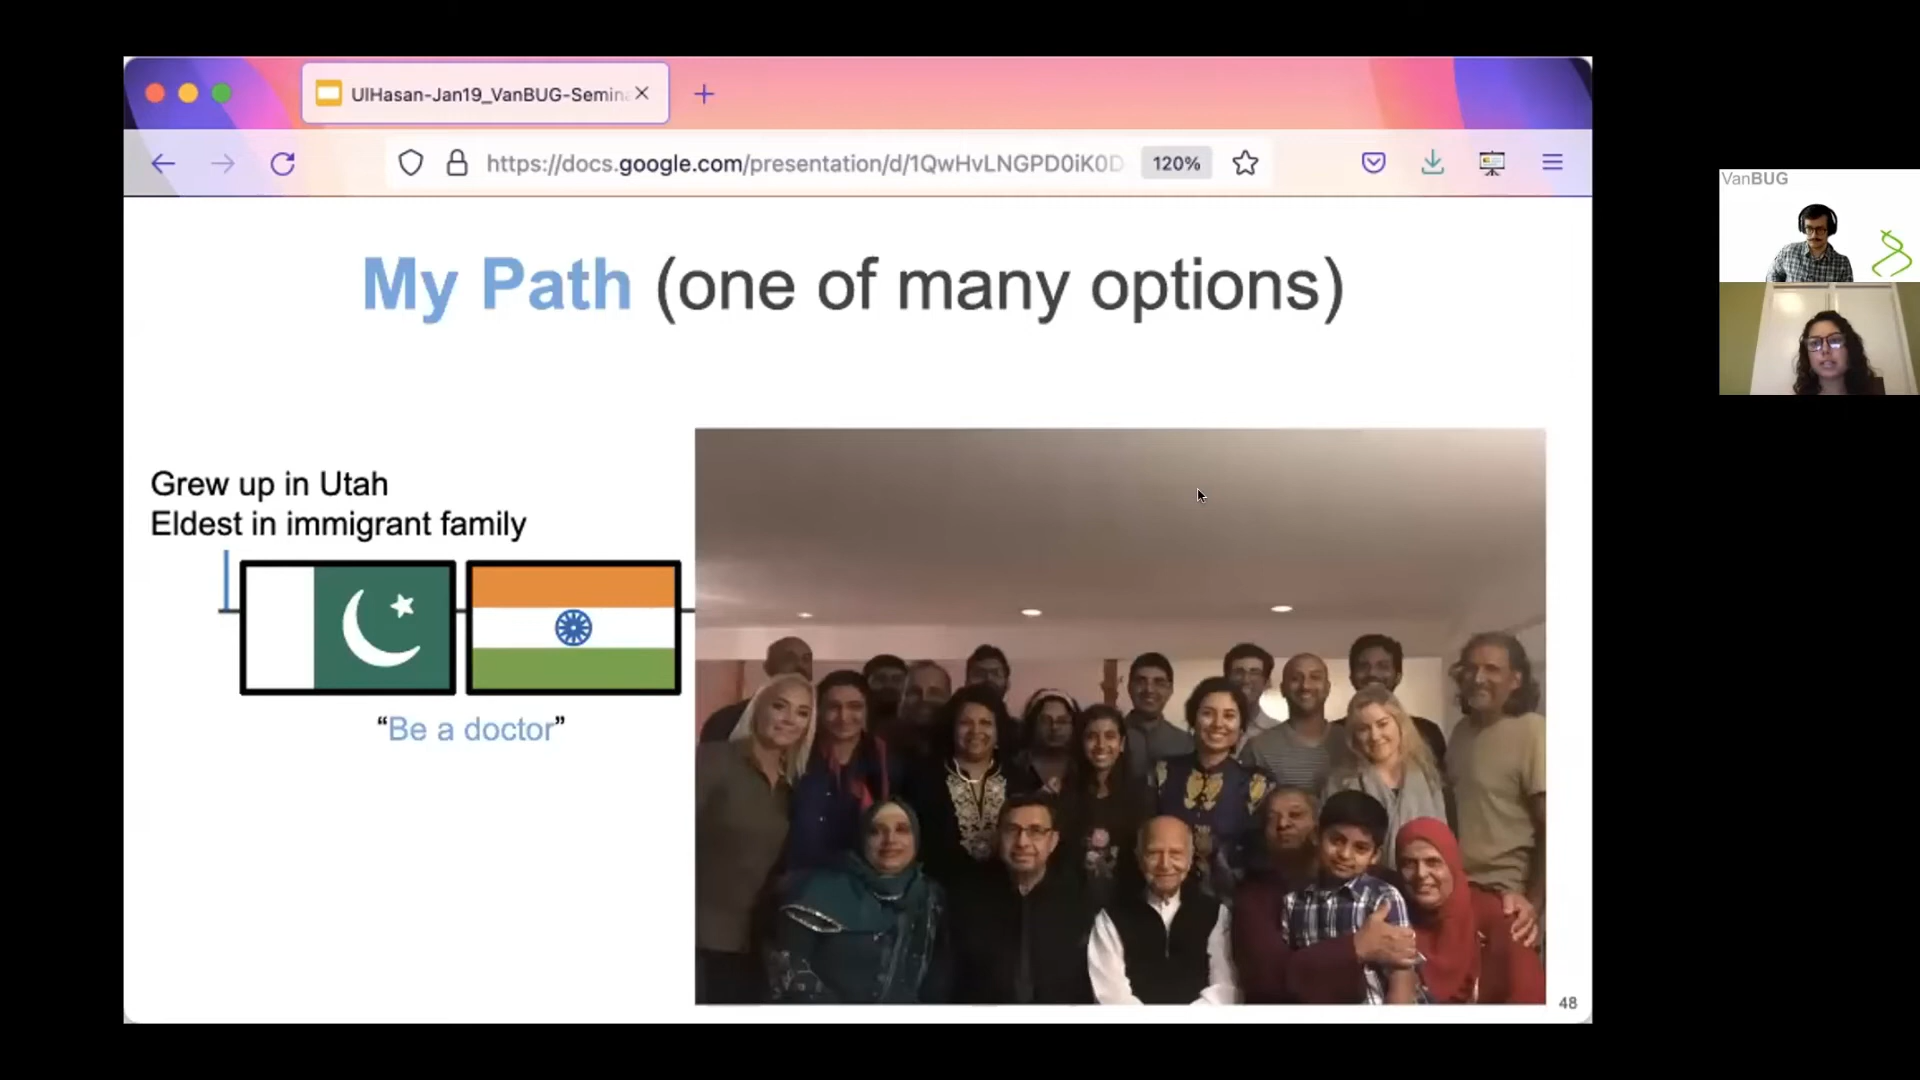 UlHasan-Jan19_VanBUG-Semina
https://docs.google.com/presentation/d/1QwHvLNGPD0iK0D
120%
VanBUG
My Path (one of many options)
Grew up in Utah
Eldest in immigrant family
“Be a doctor”
48